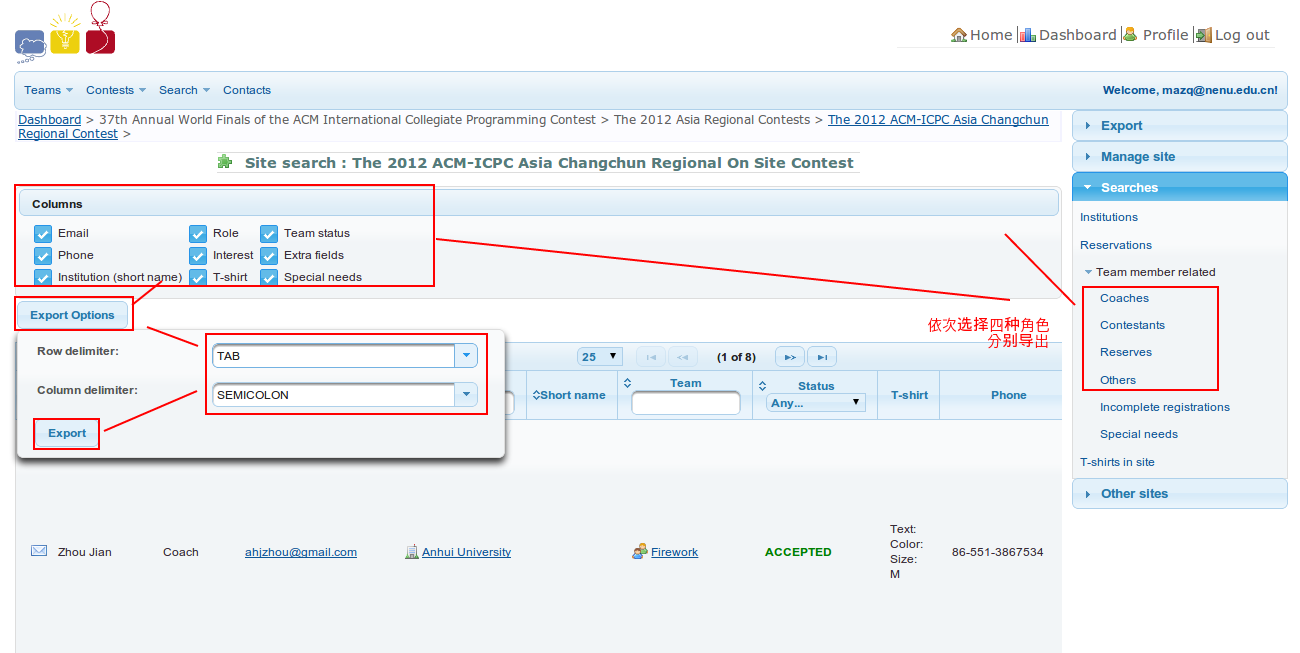 Home Dashboard Profile Log out
Teams Contests Search Contacts Welcome, mazq@nenu.edu.cn!
Dashboard > 37th Annual World Finals of the ACM International Collegiate Programming Contest > The 2012 Asia Regional Contests > The 2012 ACM-ICPC Asia Changchun
Regional Contest >
Site search : The 2012 ACM-ICPC Asia Changchun Regional On Site Contest
Columns
Email Role Team status
Phone Interest Extra fields
Institution (short name) T-shirt Special needs
Export Options
Row delimiter: TAB
Column delimiter: SEMICOLON
Export
依次选择四种角色
分别导出
25 (1 of 8)
Short name Team Status T-shirt Phone
Any...
Zhou Jian Coach ahjzhou@gmail.com Anhui University Firework ACCEPTED
Text:
Color:
Size:
M
86-551-3867534
Export
Manage site
Searches
Institutions
Reservations
Team member related
Coaches
Contestants
Reserves
Others
Incomplete registrations
Special needs
T-shirts in site
Other sites